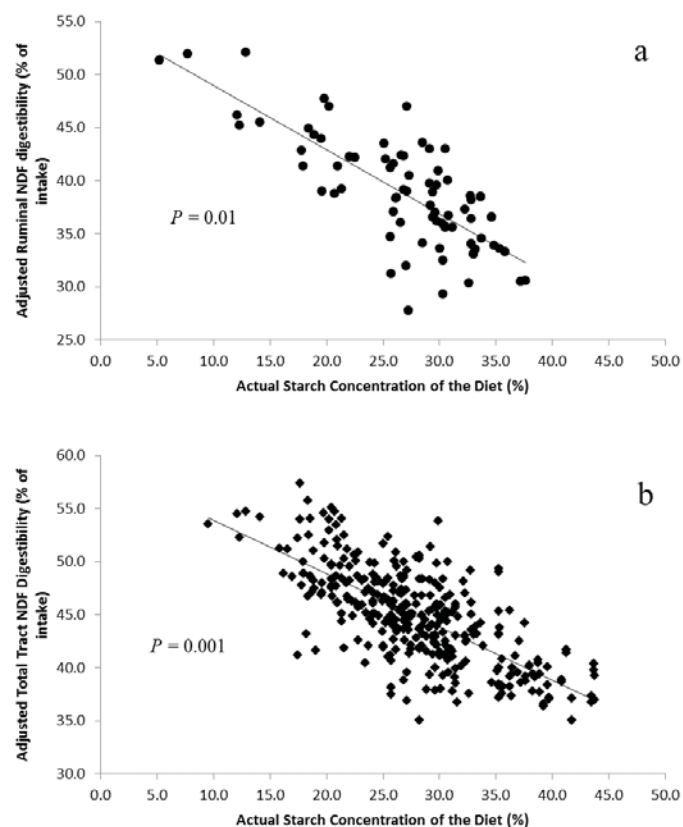 a
Adjusted Ruminal NDF digestibility (% of
intake)
55.0
50.0
45.0
40.0
35.0
30.0
25.0
P = 0.01
0.0 5.0 10.0 15.0 20.0 25.0 30.0 35.0 40.0 45.0 50.0
Actual Starch Concentration of the Diet (%)
b
Adjusted Total Tract NDF Digestibility (% of
intake)
60.0
55.0
50.0
45.0
40.0
35.0
30.0
P = 0.001
0.0 5.0 10.0 15.0 20.0 25.0 30.0 35.0 40.0 45.0 50.0
Actual Starch Concentration of the Diet (%)